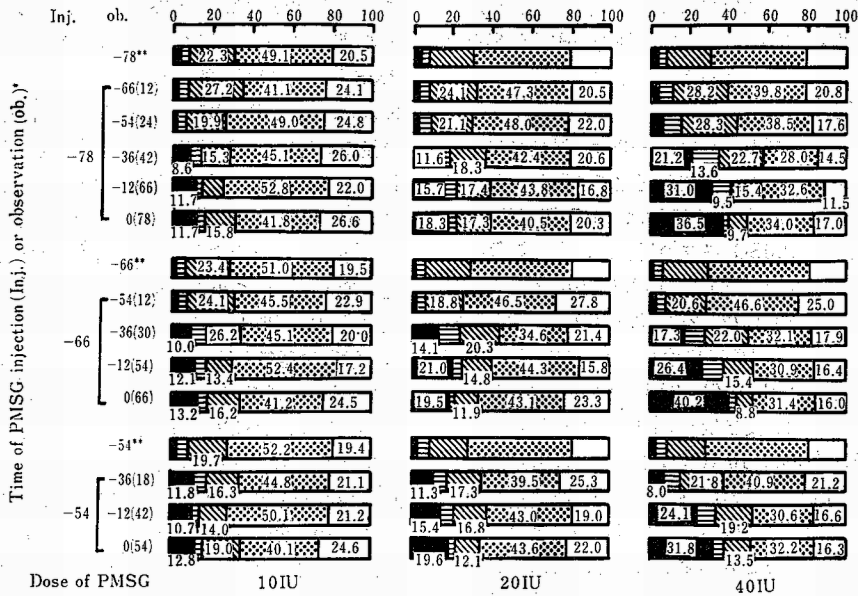 Inj. ob. 0 20 40 60 80 100 0 20 40 60 80 100 0 20 40 60 80 100
-78** 22.3 49.1 20.5
-66(12) 27.2 41.1 24.1 24.1 47.3 20.5 28.2 39.8 20.8
-54(24) 19.9 49.0 24.8 21.1 48.0 22.0 28.3 38.5 17.6
-78 -36(42) 8.6 15.3 45.1 26.0 11.6 18.3 42.4 20.6 21.2 13.6 22.7 28.0 14.5
-12(66) 11.7 52.8 22.0 15.7 17.4 43.8 16.8 31.0 9.5 15.4 32.6 11.5
0(78) 11.7 15.8 41.8 26.6 18.3 17.3 40.5 20.3 36.5 9.7 34.0 17.0
-66** 23.4 51.0 19.5
-54(12) 24.1 45.5 22.9 18.8 46.5 27.8 20.6 46.6 25.0
-66 -36(30) 10.0 26.2 45.1 20.0 14.1 20.3 34.6 21.4 17.3 22.0 32.1 17.9
-12(54) 12.1 13.4 52.4 17.2 21.0 14.8 44.3 15.8 26.4 15.4 30.9 16.4
0(66) 13.2 16.2 41.2 24.5 19.5 11.9 43.1 23.3 40.2 8.8 31.4 16.0
-54** 19.7 52.2 19.4
-36(18) 11.8 16.3 44.8 21.1 11.3 17.3 39.5 25.3 8.0 21.8 40.9 21.2
-54 -12(42) 10.7 14.0 50.1 21.2 15.4 16.8 43.0 19.0 24.1 19.2 30.6 16.6
0(54) 12.8 19.0 40.1 24.6 19.6 12.1 43.6 22.0 31.8 13.5 32.2 16.3
Dose of PMSG 10IU 20IU 40IU
Time of PMSG injection (Inj.) or observation (ob.)*